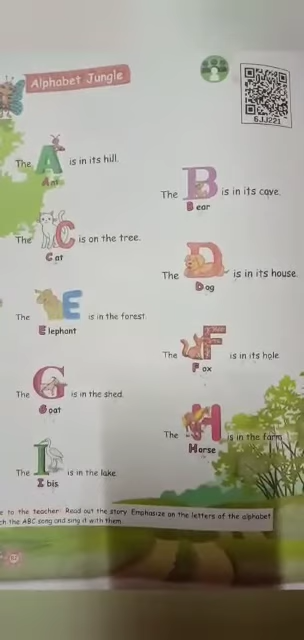 Alphabet Jungle
6JJ221
The A is in its hill.
Ant
The B is in its cave.
Bear
The C is on the tree.
Cat
The D is in its house.
Dog
The E is in the forest.
Elephant
The F is in its hole
Fox
The G is in the shed.
Goat
The H is in the farm
Horse
The I is in the lake
Ibis
to the teacher: Read out the story. Emphasize on the letters of the alphabet
the ABC song and sing it with them